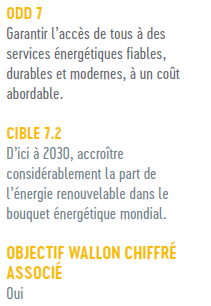 ODD 7
Garantir l’accès de tous à des
services énergétiques fiables,
durables et modernes, à un coût
abordable.
CIBLE 7.2
D’ici à 2030, accroître
considérablement la part de
l’énergie renouvelable dans le
bouquet énergétique mondial.
OBJECTIF WALLON CHIFFRÉ
ASSOCIÉ
Oui